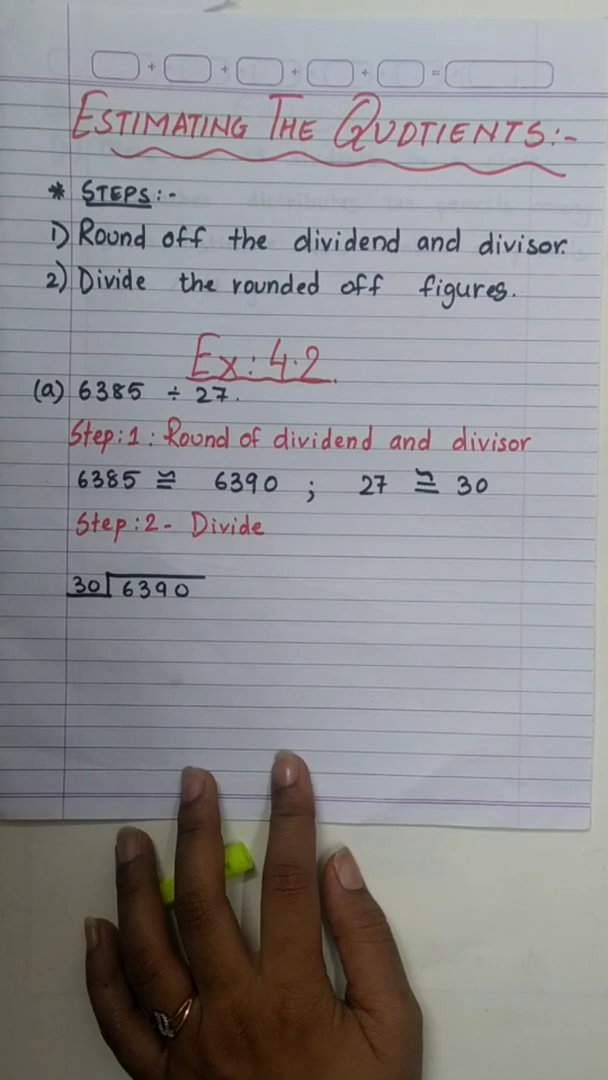 + + + + =
ESTIMATING THE QUOTIENTS:-
* STEPS:-
1) Round off the dividend and divisor.
2) Divide the rounded off figures.
Ex: 4.2.
(a) 6385 ÷ 27.
Step:1: Round of dividend and divisor
6385 ≅ 6390 ; 27 ≅ 30
Step:2- Divide
30 6390